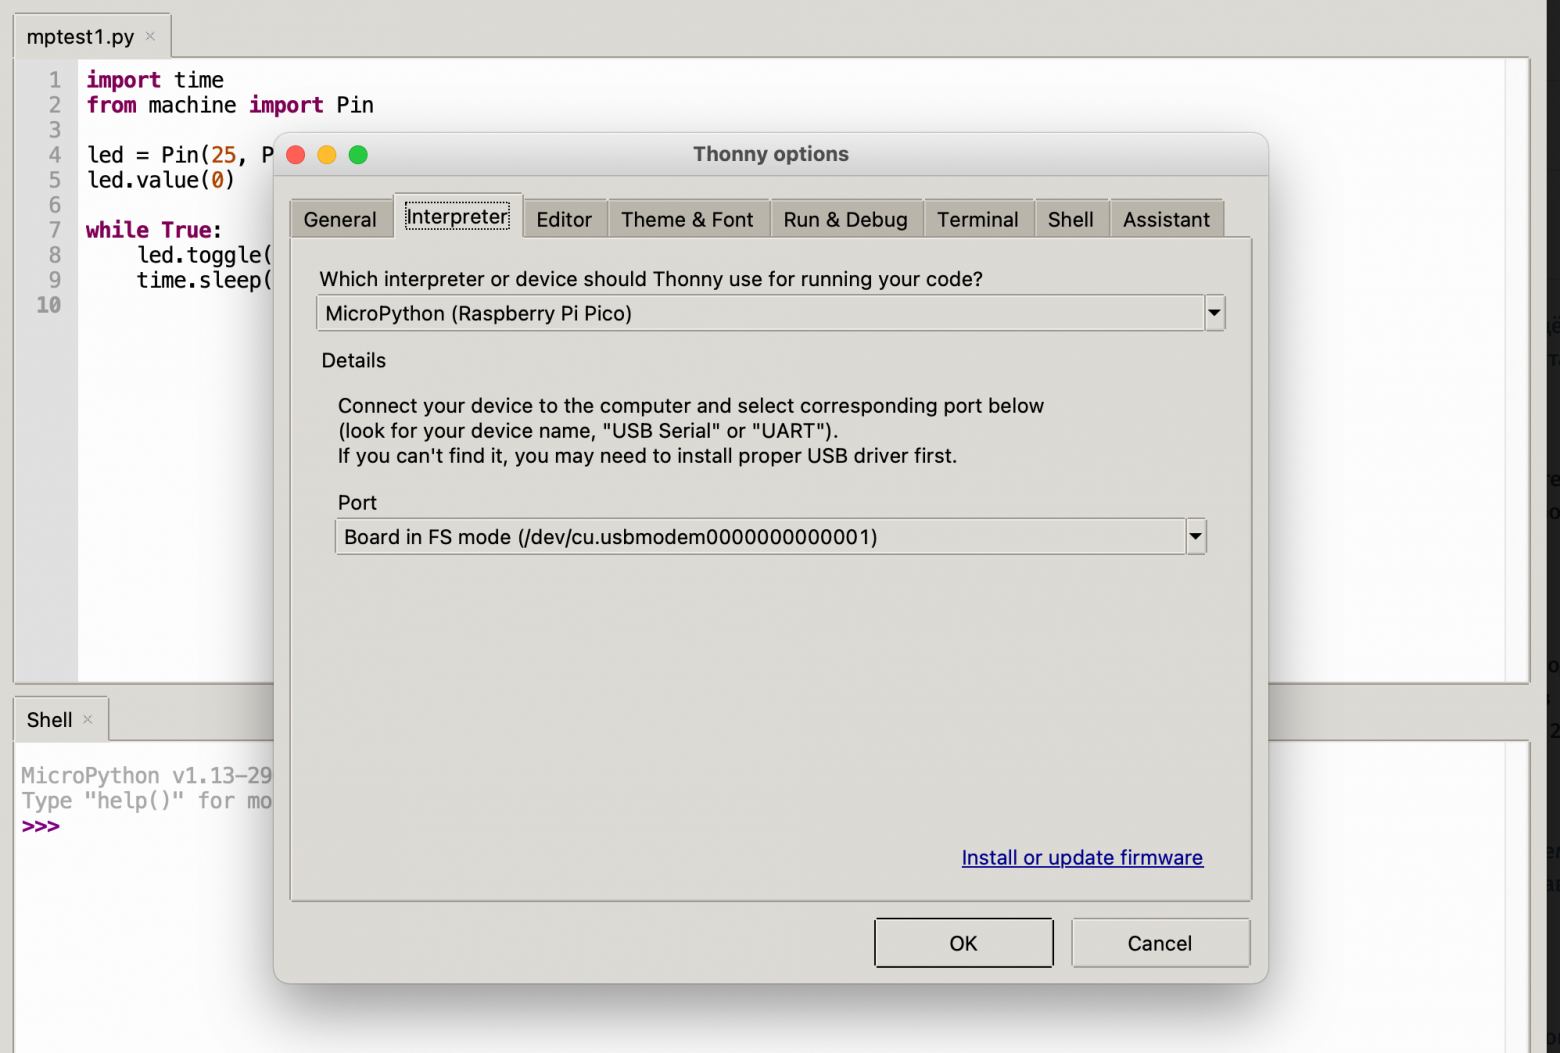 mptest1.py ×
1 import time
2 from machine import Pin
3
4 led = Pin(25, P
5 led.value(0)
6
7 while True:
8 led.toggle(
9 time.sleep(
10
Thonny options
General Interpreter Editor Theme & Font Run & Debug Terminal Shell Assistant
Which interpreter or device should Thonny use for running your code?
MicroPython (Raspberry Pi Pico)
Details
Connect your device to the computer and select corresponding port below
(look for your device name, "USB Serial" or "UART").
If you can't find it, you may need to install proper USB driver first.
Port
Board in FS mode (/dev/cu.usbmodem0000000000001)
Install or update firmware
OK Cancel
Shell ×
MicroPython v1.13-29
Type "help()" for mo
>>>